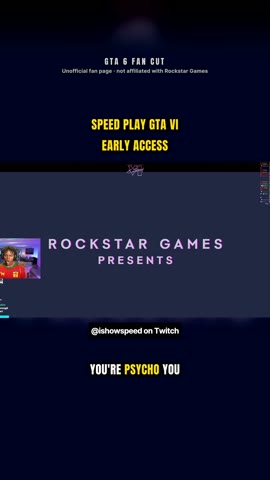 GTA 6 FAN CUT
Unofficial fan page - not affiliated with Rockstar Games
SPEED PLAY GTA VI
EARLY ACCESS
ROCKSTAR GAMES
PRESENTS
@ishowspeed on Twitch
YOU'RE PSYCHO YOU